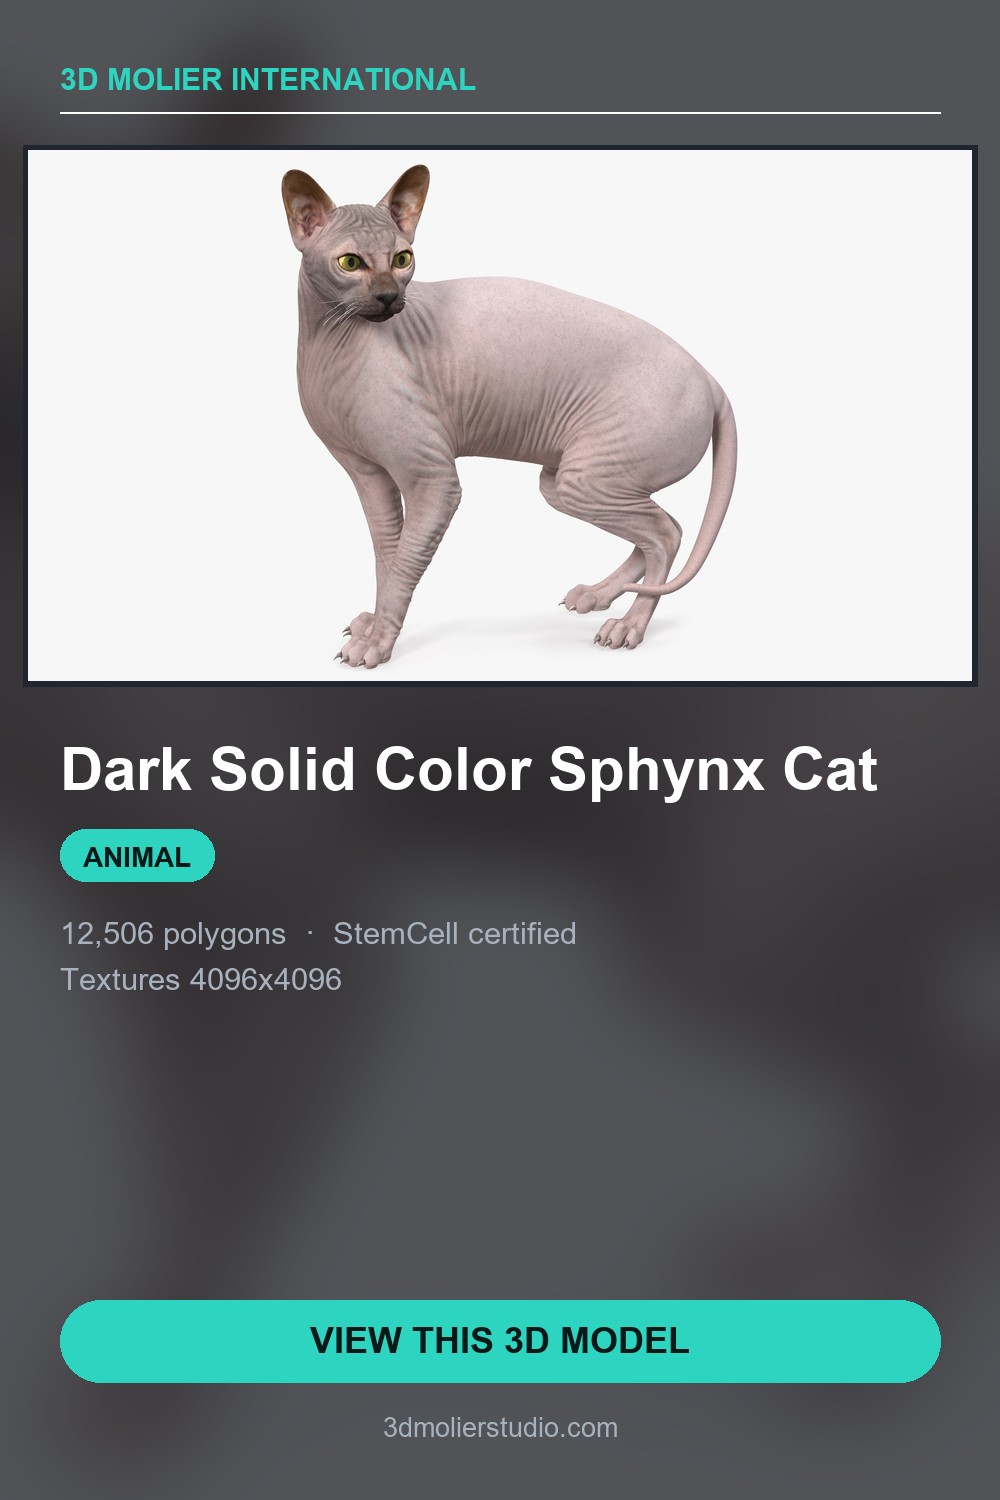 3D MOLIER INTERNATIONAL
Dark Solid Color Sphynx Cat
ANIMAL
12,506 polygons · StemCell certified
Textures 4096x4096
VIEW THIS 3D MODEL
3dmolierstudio.com